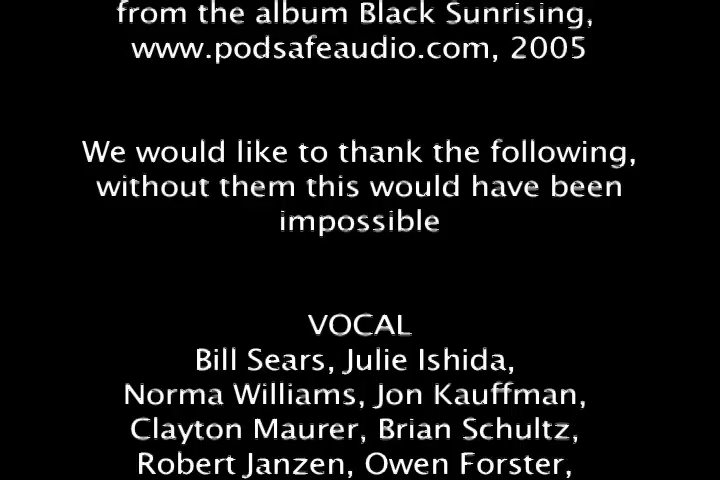 from the album Black Sunrising,
www.podsafeaudio.com, 2005
We would like to thank the following,
without them this would have been
impossible
VOCAL
Bill Sears, Julie Ishida,
Norma Williams, Jon Kauffman,
Clayton Maurer, Brian Schultz,
Robert Janzen, Owen Forster,